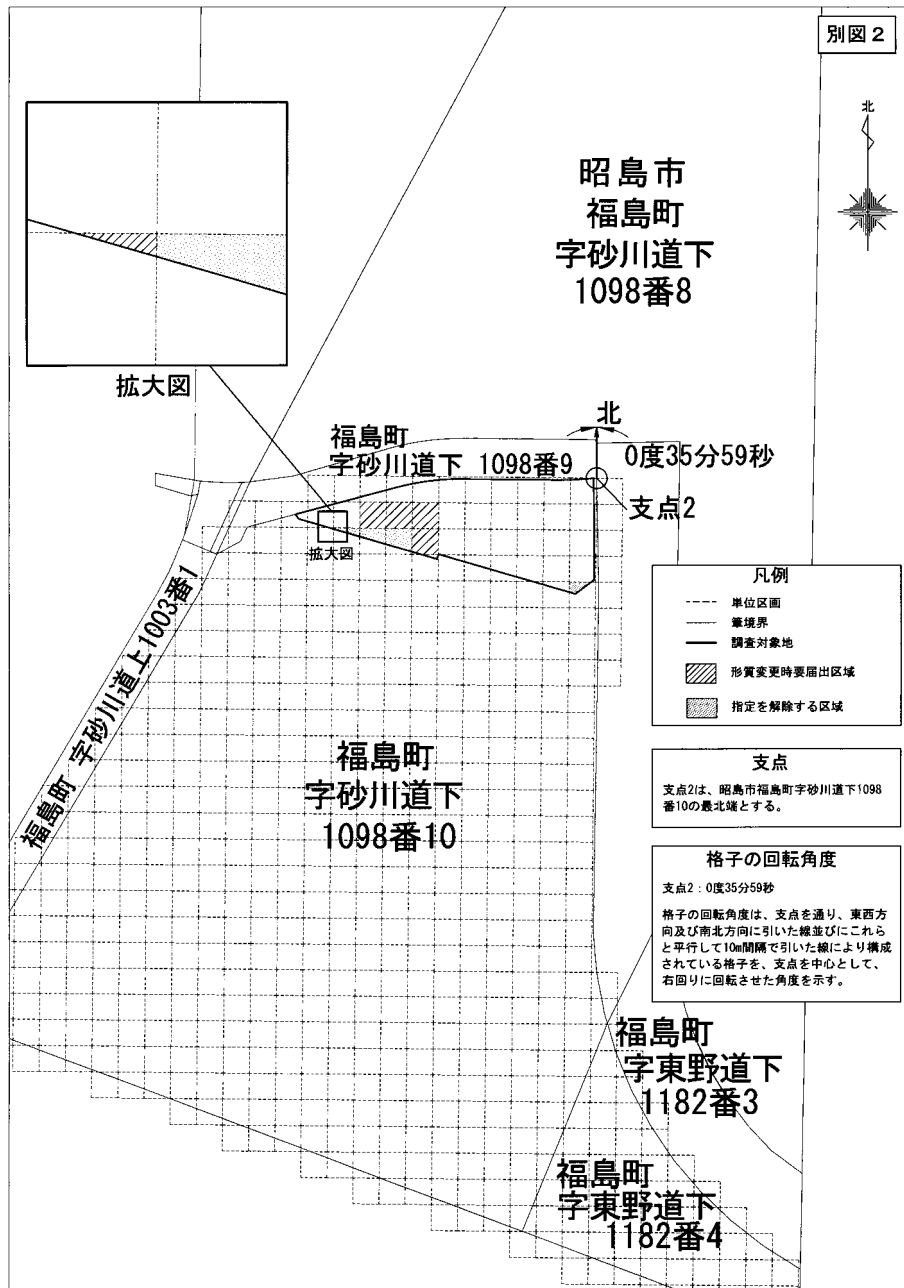 別図2
北
昭島市
福島町
字砂川道下
1098番8
拡大図
北
福島町
字砂川道下 1098番9
0度35分59秒
支点2
拡大図
福島町 字砂川道上1003番1
凡例
単位区画
筆境界
調査対象地
形質変更時要届出区域
指定を解除する区域
福島町
字砂川道下
1098番10
支点
支点2は、昭島市福島町字砂川道下1098
番10の最北端とする。
格子の回転角度
支点2：0度35分59秒
格子の回転角度は、支点を通り、東西方
向及び南北方向に引いた線並びにこれら
と平行して10m間隔で引いた線により構成
されている格子を、支点を中心として、
右回りに回転させた角度を示す。
福島町
字東野道下
1182番3
福島町
字東野道下
1182番4